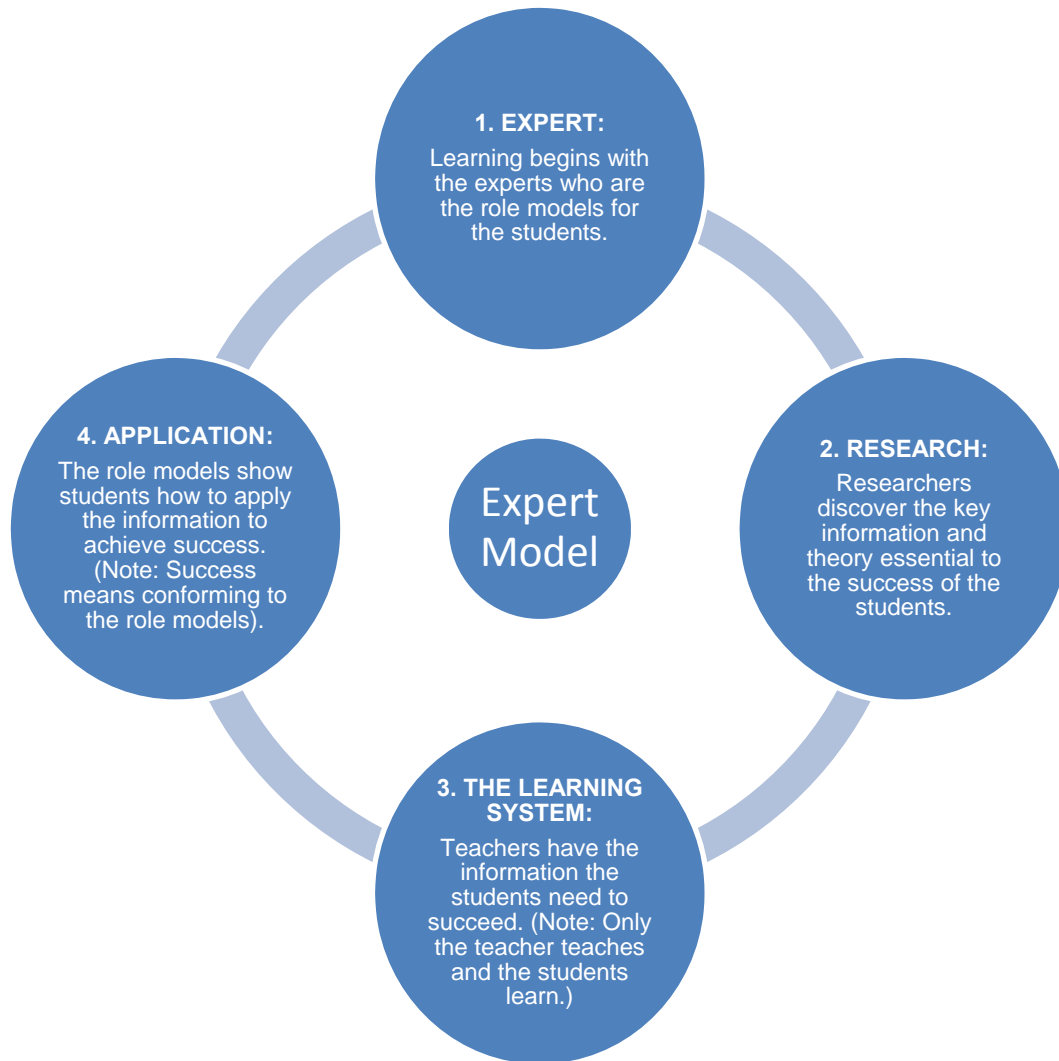 1. EXPERT:
Learning begins with
the experts who are
the role models for
the students.
2. RESEARCH:
Researchers
discover the key
information and
theory essential to
the success of the
students.
3. THE LEARNING
SYSTEM:
Teachers have the
information the
students need to
succeed. (Note: Only
the teacher teaches
and the students
learn.)
4. APPLICATION:
The role models show
students how to apply
the information to
achieve success.
(Note: Success
means conforming to
the role models).
Expert
Model